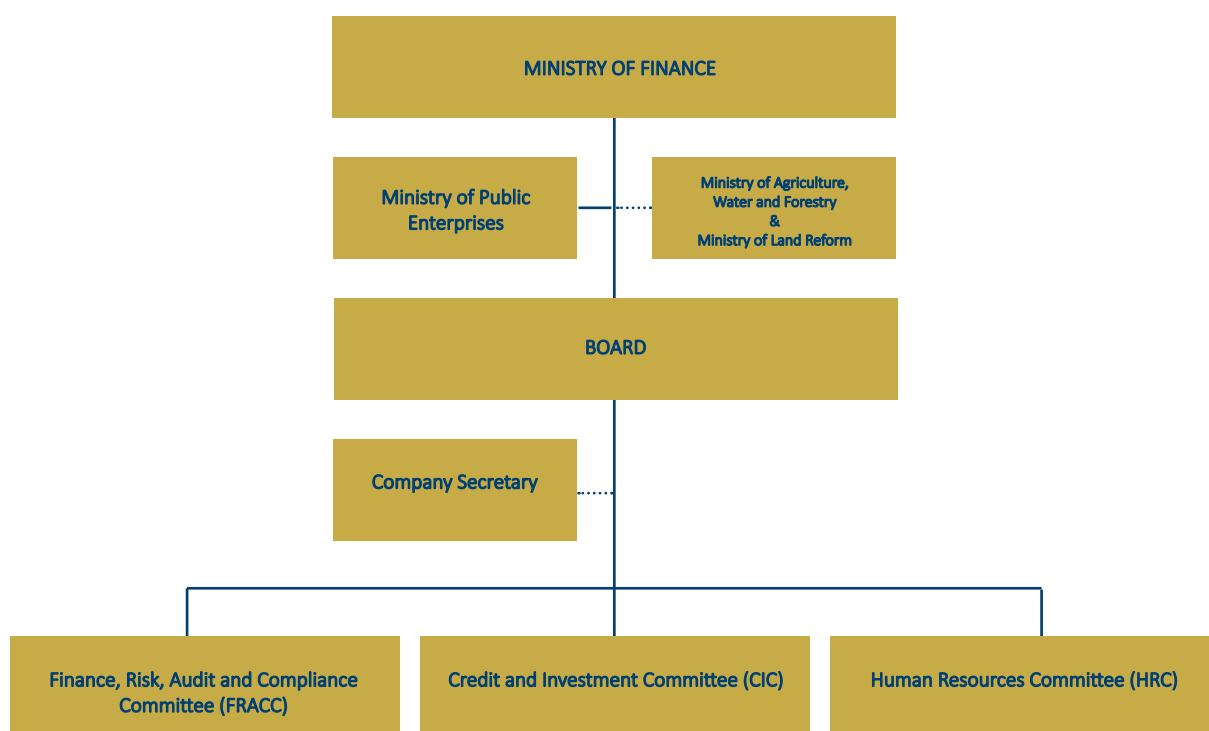 MINISTRY OF FINANCE
Ministry of Public
Enterprises
Ministry of Agriculture,
Water and Forestry
&
Ministry of Land Reform
BOARD
Company Secretary
Finance, Risk, Audit and Compliance
Committee (FRACC)
Credit and Investment Committee (CIC)
Human Resources Committee (HRC)